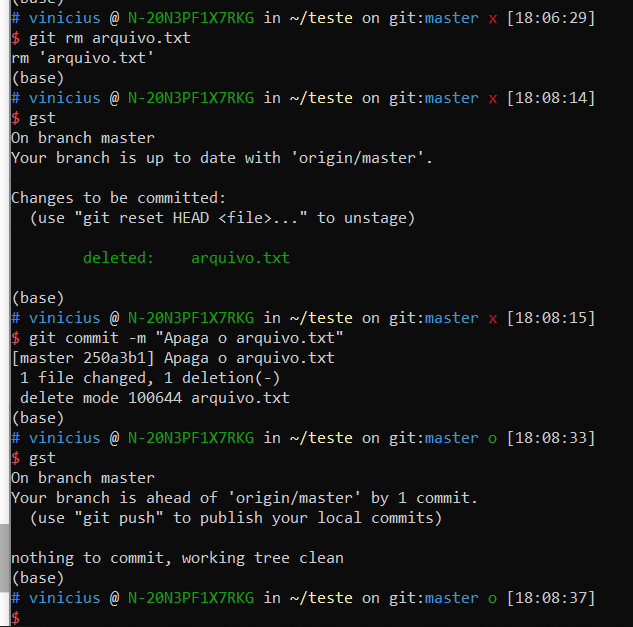 (base)
# vinicius @ N-20N3PF1X7RKG in ~/teste on git:master x [18:06:29]
$ git rm arquivo.txt
rm 'arquivo.txt'
(base)
# vinicius @ N-20N3PF1X7RKG in ~/teste on git:master x [18:08:14]
$ gst
On branch master
Your branch is up to date with 'origin/master'.
Changes to be committed:
(use "git reset HEAD <file>..." to unstage)
deleted: arquivo.txt
(base)
# vinicius @ N-20N3PF1X7RKG in ~/teste on git:master x [18:08:15]
$ git commit -m "Apaga o arquivo.txt"
[master 250a3b1] Apaga o arquivo.txt
1 file changed, 1 deletion(-)
delete mode 100644 arquivo.txt
(base)
# vinicius @ N-20N3PF1X7RKG in ~/teste on git:master o [18:08:33]
$ gst
On branch master
Your branch is ahead of 'origin/master' by 1 commit.
(use "git push" to publish your local commits)
nothing to commit, working tree clean
(base)
# vinicius @ N-20N3PF1X7RKG in ~/teste on git:master o [18:08:37]
$